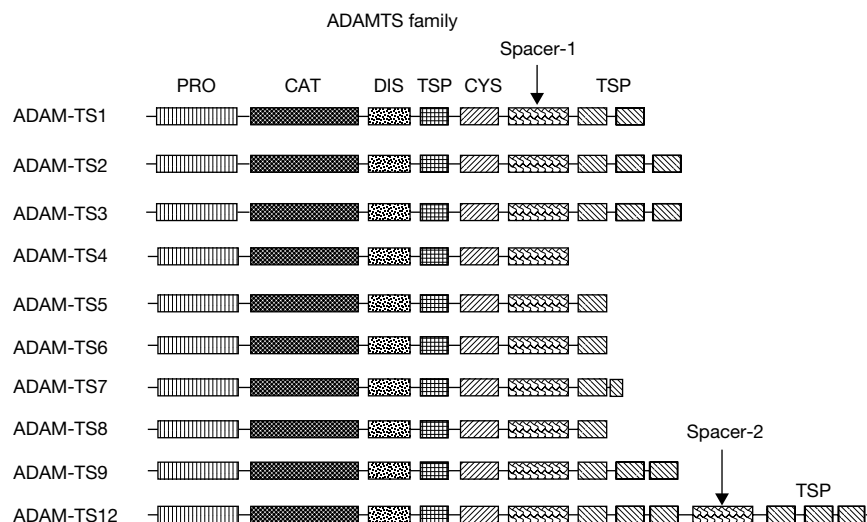 ADAMTS family
Spacer-1
PRO CAT DIS TSP CYS TSP
ADAM-TS1
ADAM-TS2
ADAM-TS3
ADAM-TS4
ADAM-TS5
ADAM-TS6
ADAM-TS7
ADAM-TS8
Spacer-2
ADAM-TS9
TSP
ADAM-TS12